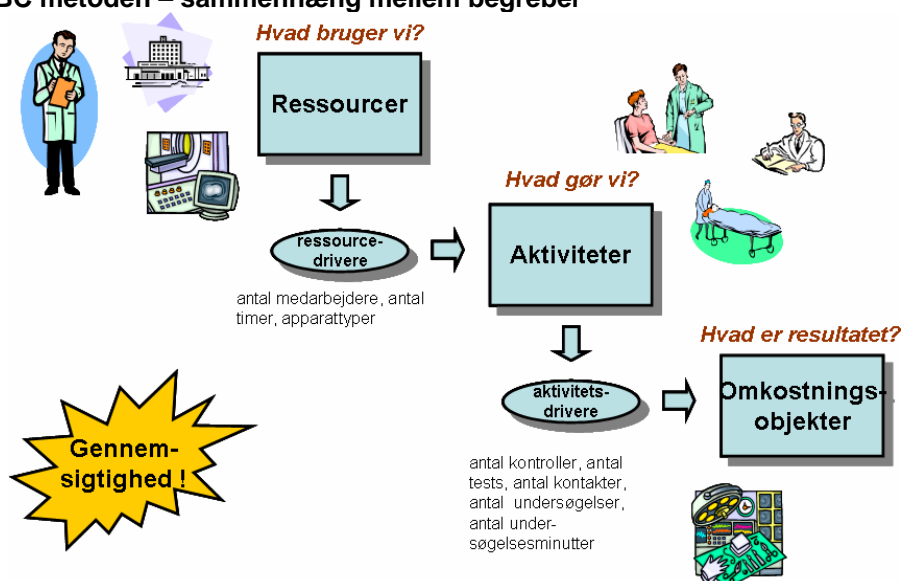 BC metoden – sammenhæng mellem begreber
Hvad bruger vi?
Ressourcer
ressource-
drivere
antal medarbejdere, antal
timer, apparattyper
Hvad gør vi?
Aktiviteter
aktivitets-
drivere
antal kontroller, antal
tests, antal kontakter,
antal undersøgelser,
antal under-
søgelsesminutter
Hvad er resultatet?
Omkostnings-
objekter
Gennem-
sigtighed !